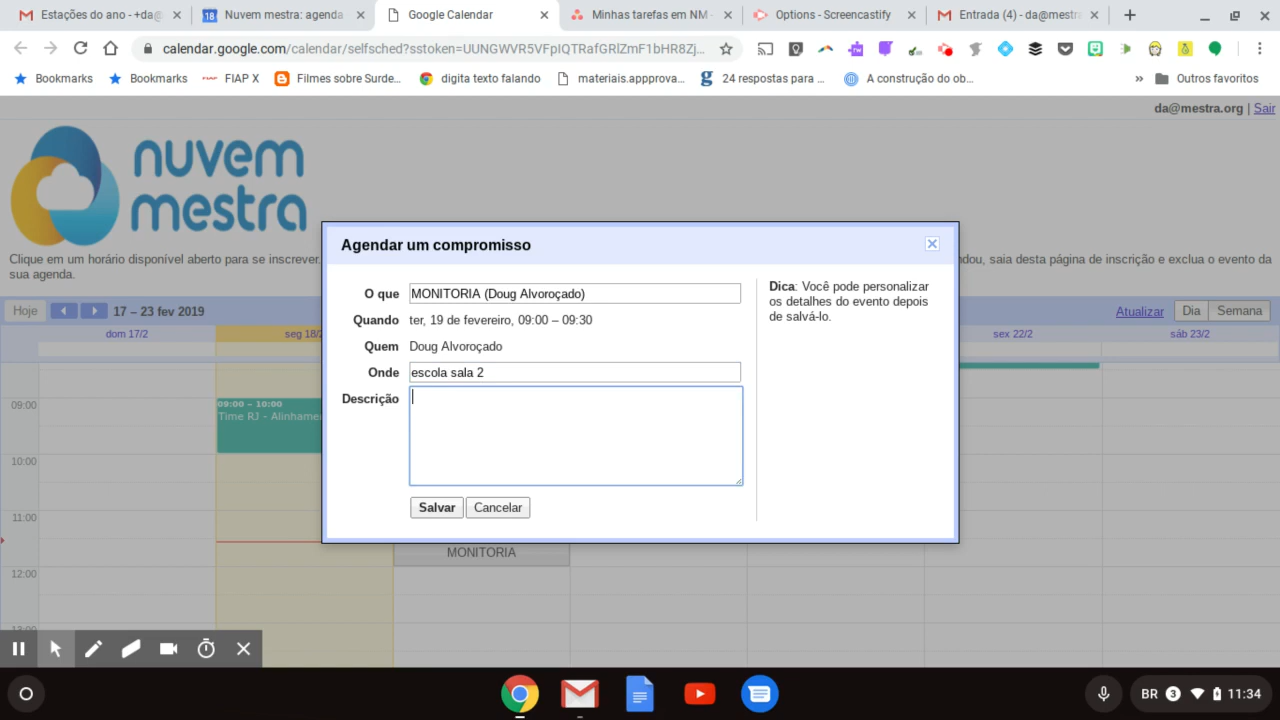 Estações do ano - +da@
Nuvem mestra: agenda
Google Calendar
Minhas tarefas em NM -
Options - Screencastify
Entrada (4) - da@mestra
calendar.google.com/calendar/selfsched?sstoken=UUNGWVR5VFpIQTRafGRlZmF1bHR8Zj...
Bookmarks
Bookmarks
FIAP FIAP X
Filmes sobre Surde...
digita texto falando
materiais.appprova...
24 respostas para ...
A construção do ob...
»
Outros favoritos
da@mestra.org | Sair
nuvem
mestra
Clique em um horário disponível aberto para se inscrever.
ndou, saia desta página de inscrição e exclua o evento da
sua agenda.
Hoje
17 – 23 fev 2019
Atualizar
Dia
Semana
dom 17/2
seg 18/2
sex 22/2
sáb 23/2
09:00
10:00
11:00
12:00
13:00
09:00 – 10:00
Time RJ - Alinhame
MONITORIA
Agendar um compromisso
O que MONITORIA (Doug Alvoroçado)
Quando ter, 19 de fevereiro, 09:00 – 09:30
Quem Doug Alvoroçado
Onde escola sala 2
Descrição
Salvar
Cancelar
Dica: Você pode personalizar
os detalhes do evento depois
de salvá-lo.
BR 3 11:34